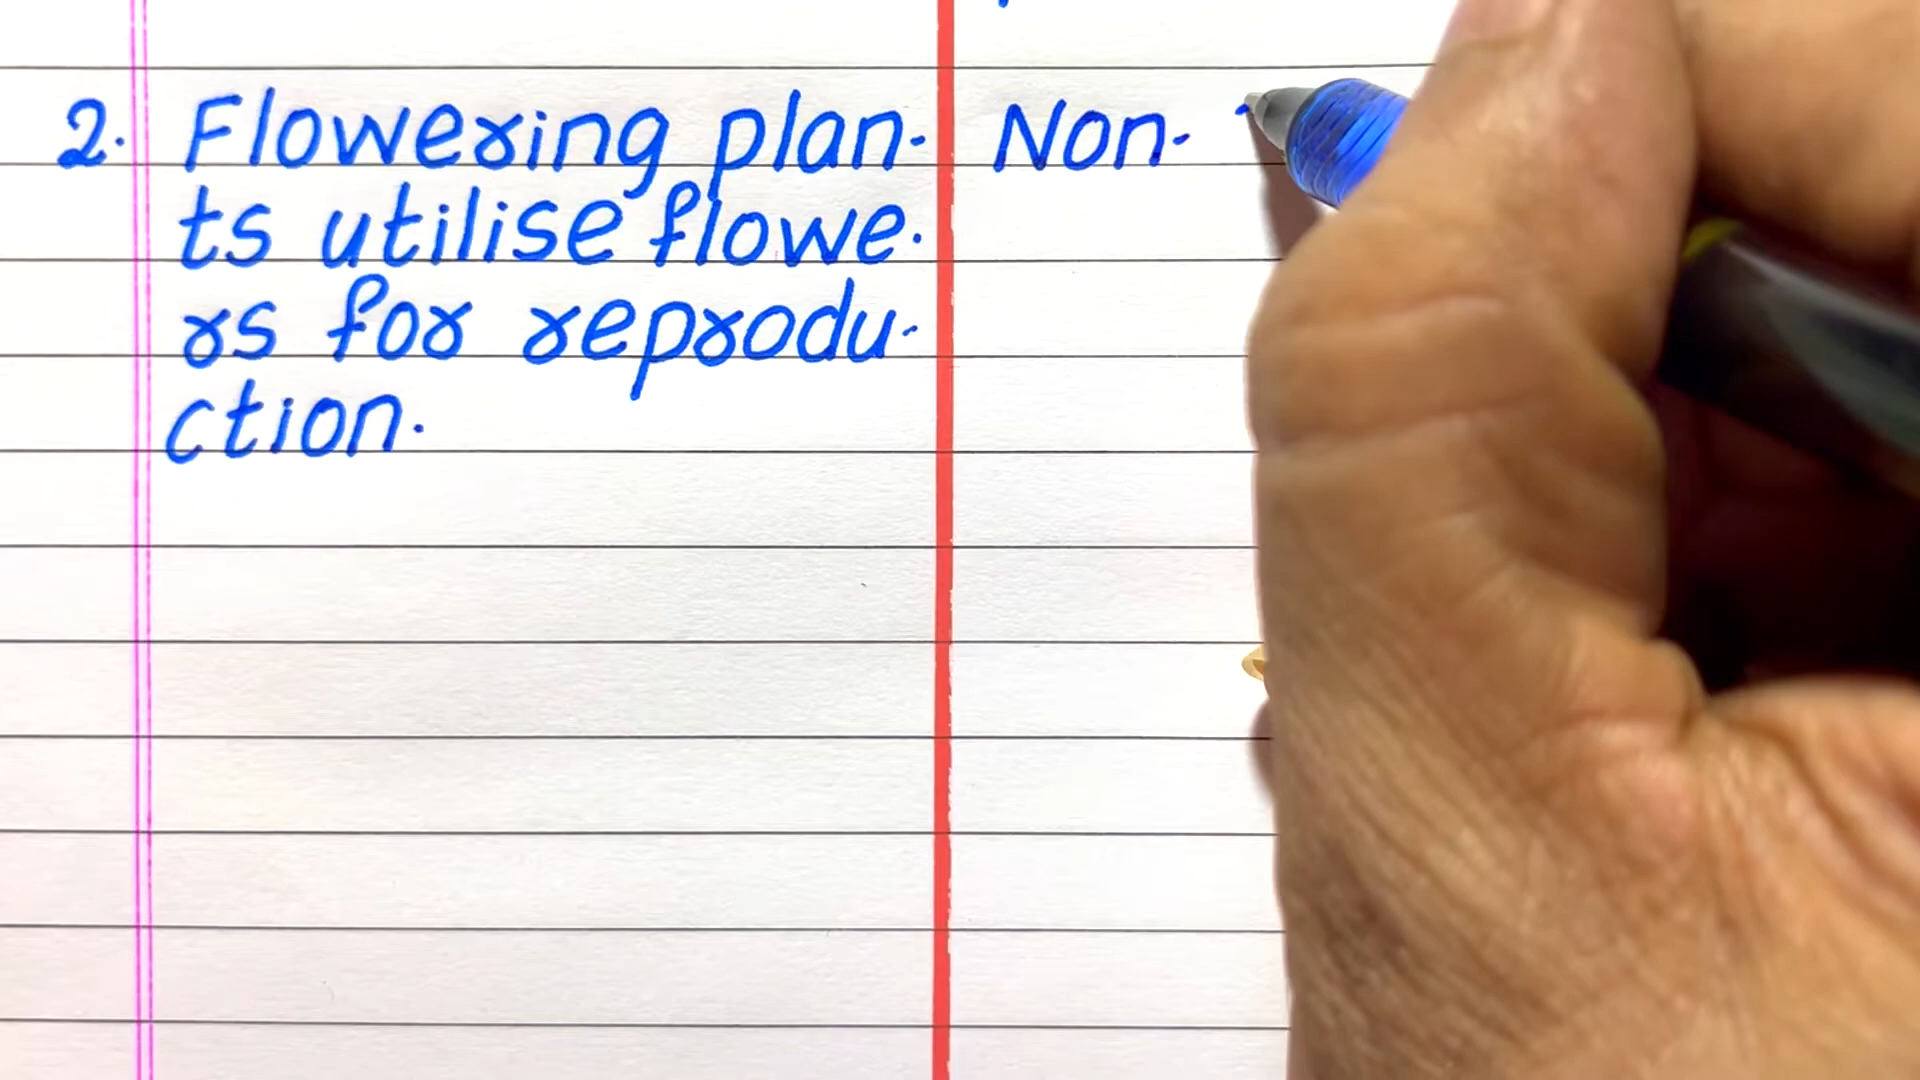 2. Flowering plan-
ts utilise flowe-
rs for reprodu-
ction.
Non-